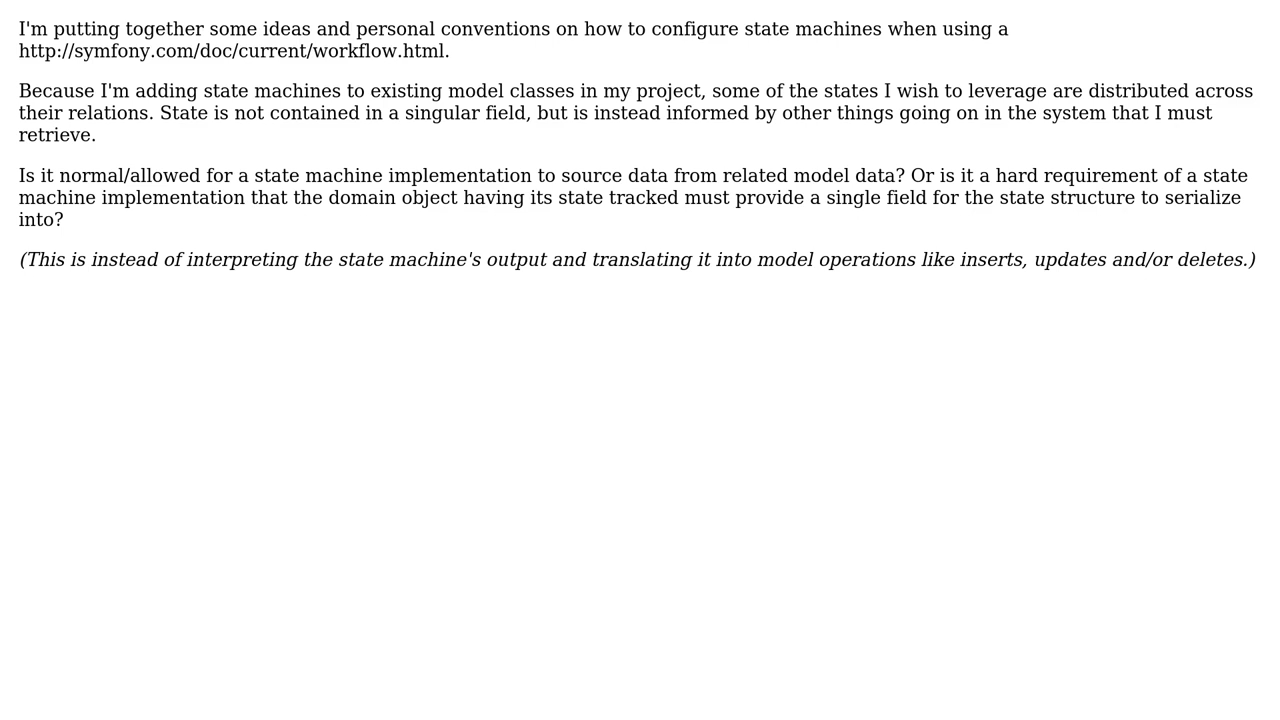 I'm putting together some ideas and personal conventions on how to configure state machines when using a
http://symfony.com/doc/current/workflow.html.
Because I'm adding state machines to existing model classes in my project, some of the states I wish to leverage are distributed across
their relations. State is not contained in a singular field, but is instead informed by other things going on in the system that I must
retrieve.
Is it normal/allowed for a state machine implementation to source data from related model data? Or is it a hard requirement of a state
machine implementation that the domain object having its state tracked must provide a single field for the state structure to serialize
into?
(This is instead of interpreting the state machine's output and translating it into model operations like inserts, updates and/or deletes.)